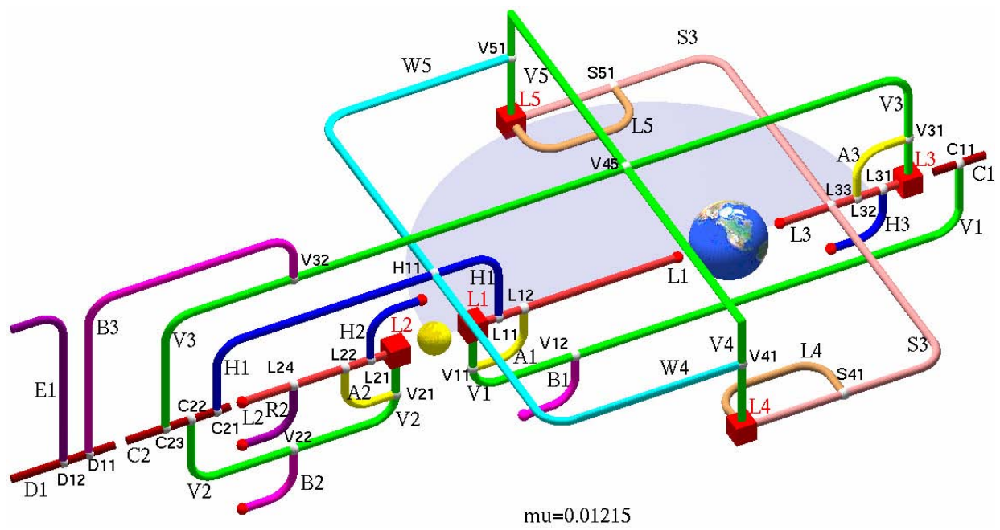 S3
V51
W5
V5
S51
L5
L5
V3
V31
A3
C11
L3
C1
V45
L33
L31
L32
H3
L3
V1
V32
H11
H1
L1
L12
L1
B3
V3
H2
L2
L11
A1
V12
V4
V41
L4
S3
E1
H1
L24
L22
L21
V11
V1
B1
W4
S41
A2
V21
V2
L4
C22
L2
R2
C21
C23
V22
C2
D11
D12
D1
V2
B2
mu=0.01215